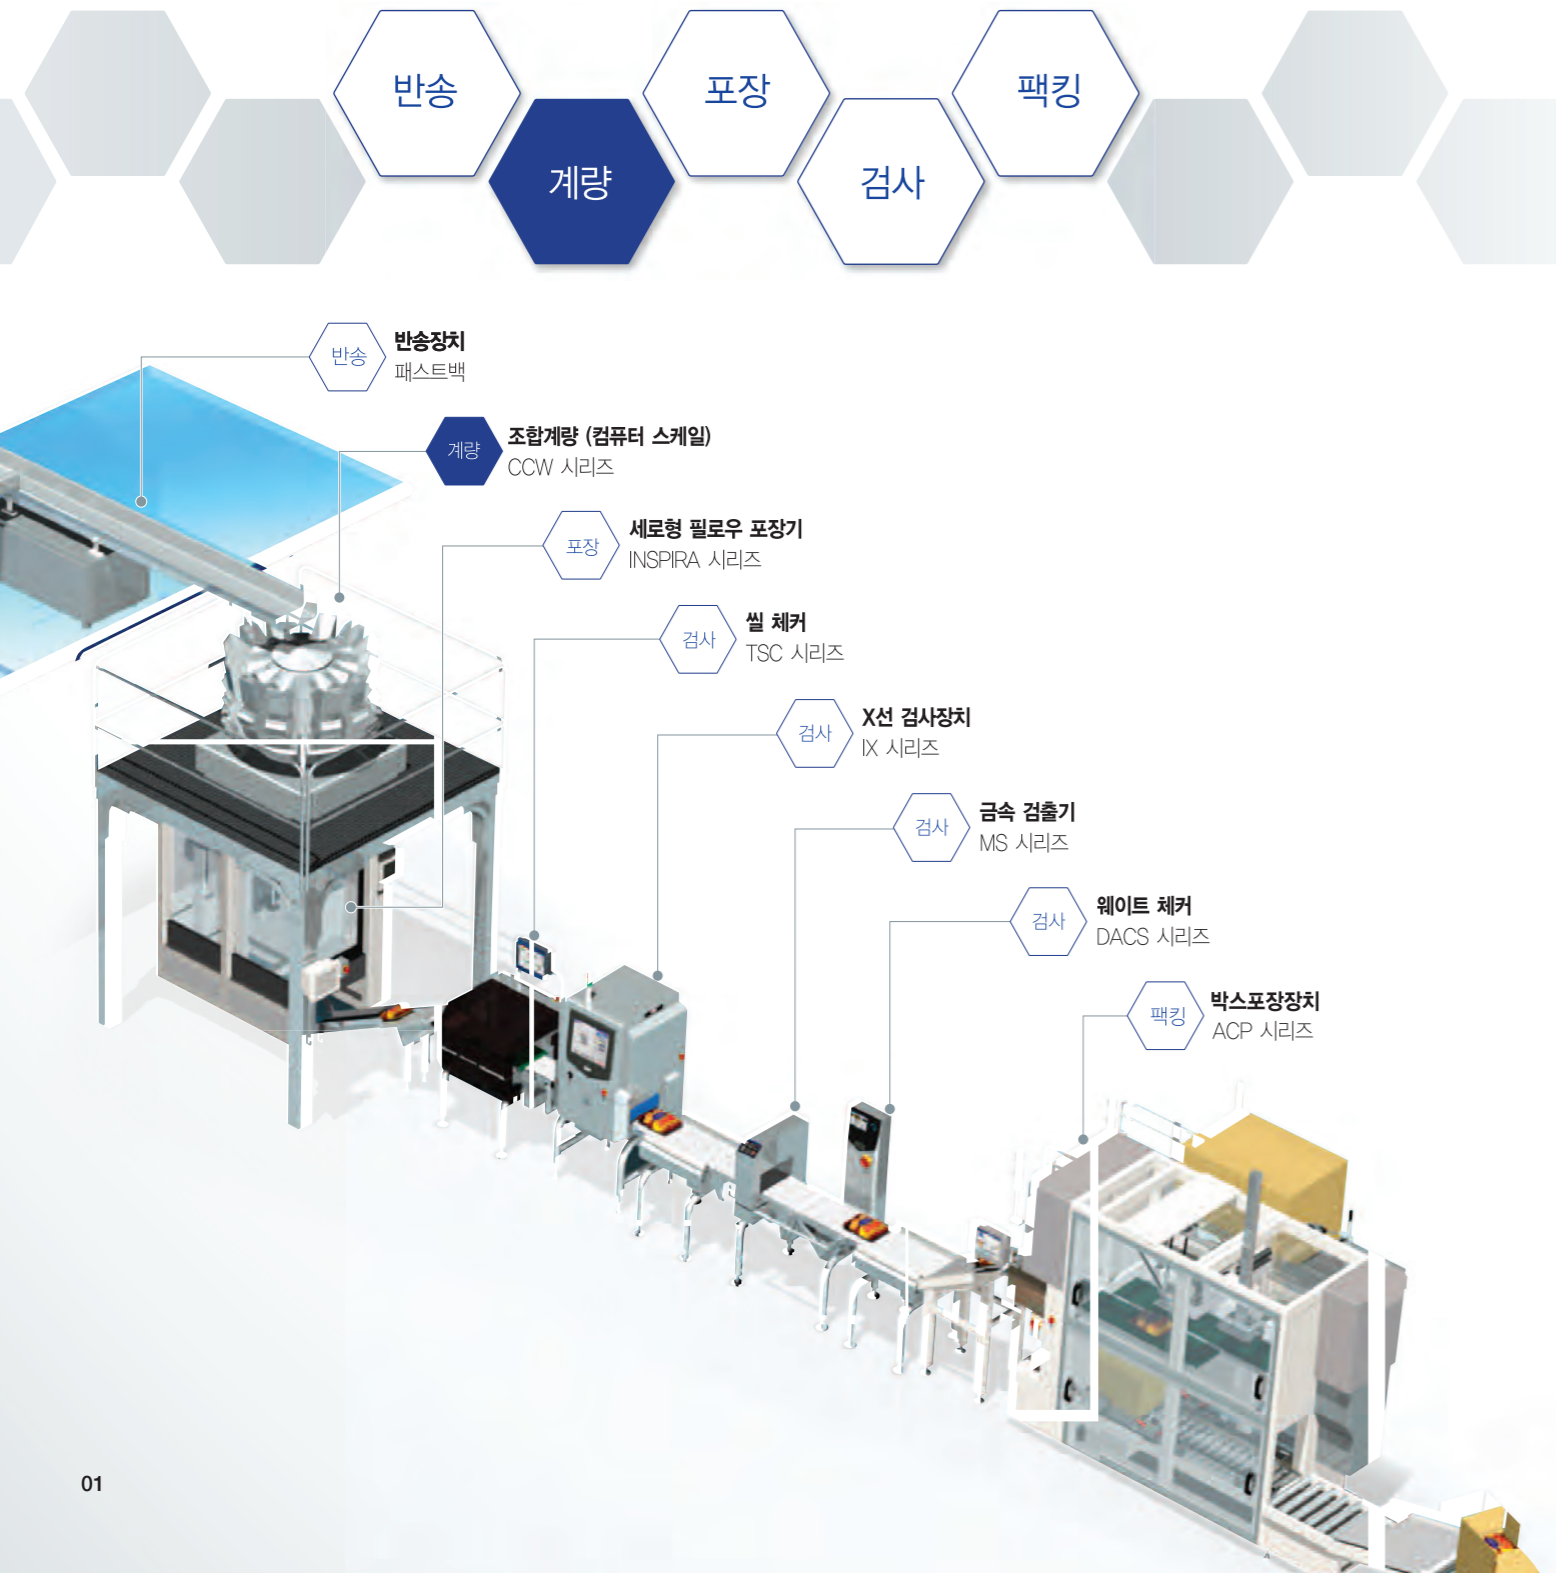 반송
포장
팩킹
계량
검사
반송
반송장치
패스트백
계량
조합계량 (컴퓨터 스케일)
CCW 시리즈
포장
세로형 필로우 포장기
INSPIRA 시리즈
검사
씰 체커
TSC 시리즈
검사
X선 검사장치
IX 시리즈
검사
금속 검출기
MS 시리즈
검사
웨이트 체커
DACS 시리즈
팩킹
박스포장장치
ACP 시리즈
01